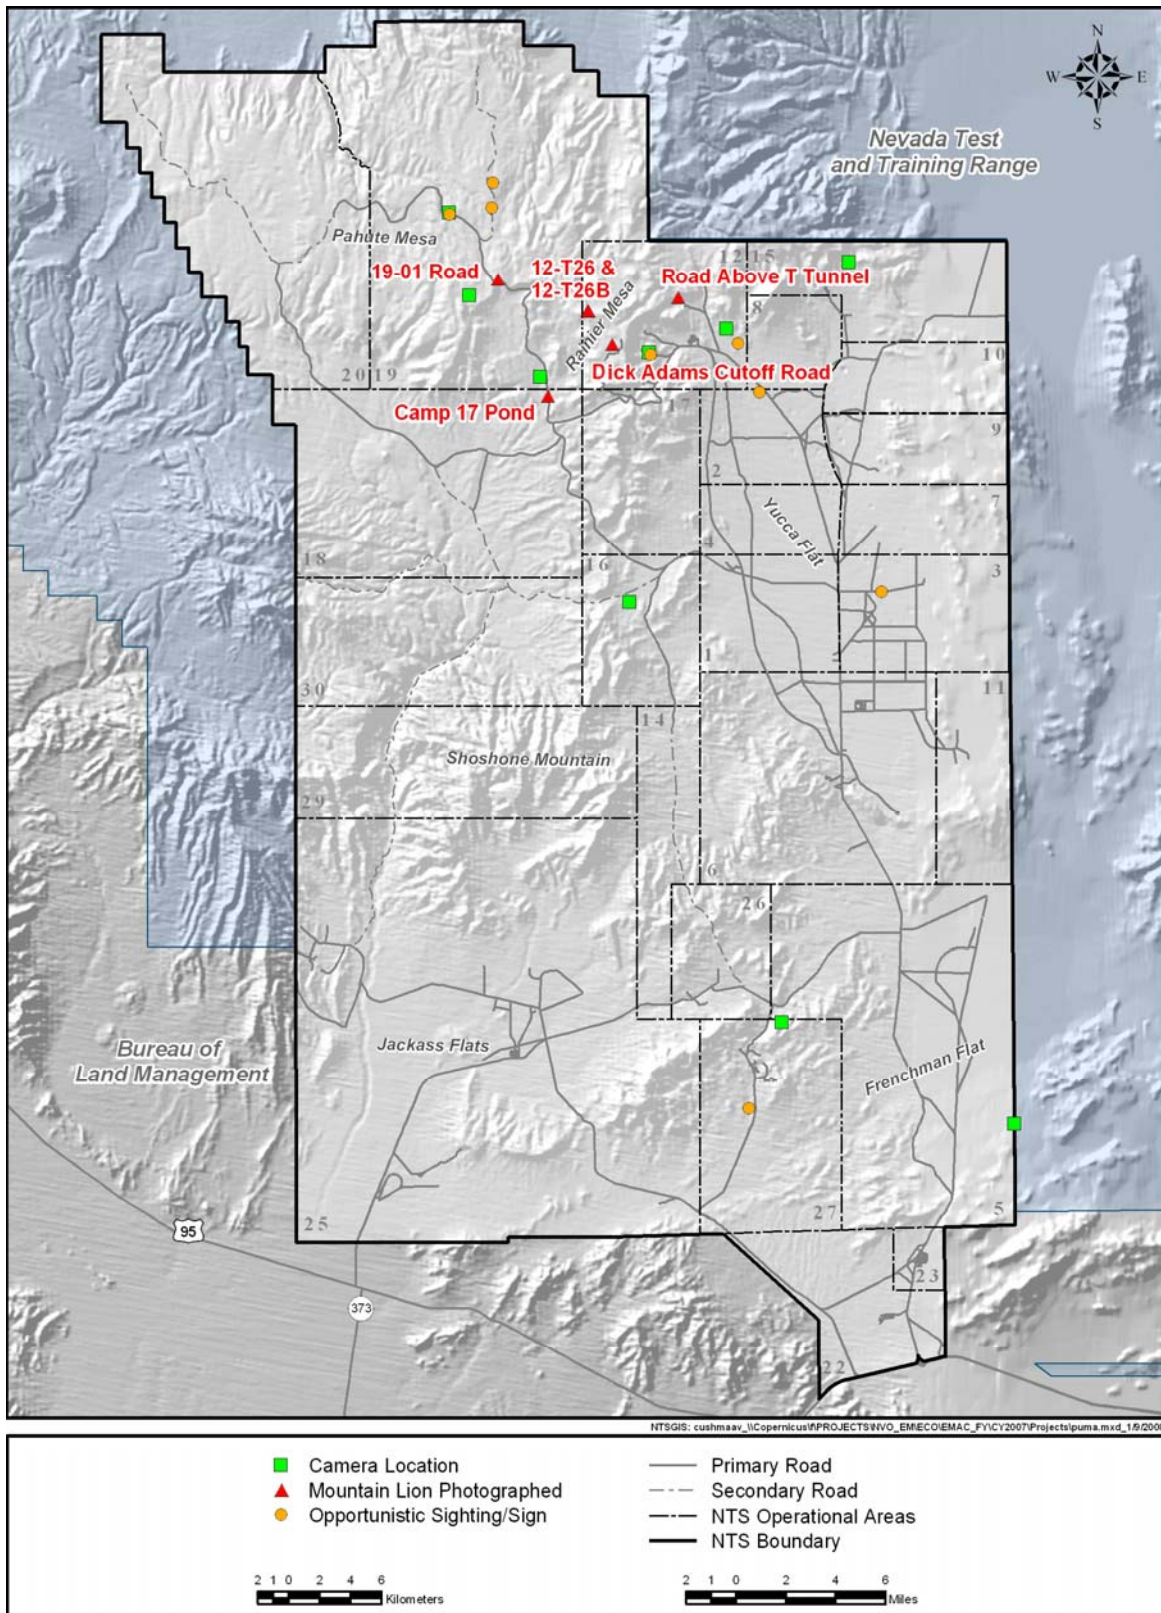 N
W E
S
Nevada Test
and Training Range
Pahute Mesa
19-01 Road
12-T26 &
12-T26B
Rainier Mesa
Road Above T Tunnel
12
15
8
10
20
19
Dick Adams Cutoff Road
17
Camp 17 Pond
9
2
7
Yucca Flat
18
16
4
3
1
30
11
14
Shoshone Mountain
29
6
26
Bureau of
Land Management
Jackass Flats
Frenchman Flat
95
25
27
5
23
373
22
Camera Location
Mountain Lion Photographed
Opportunistic Sighting/Sign
Primary Road
Secondary Road
NTS Operational Areas
NTS Boundary
2 1 0 2 4 6
Kilometers
2 1 0 2 4 6
Miles